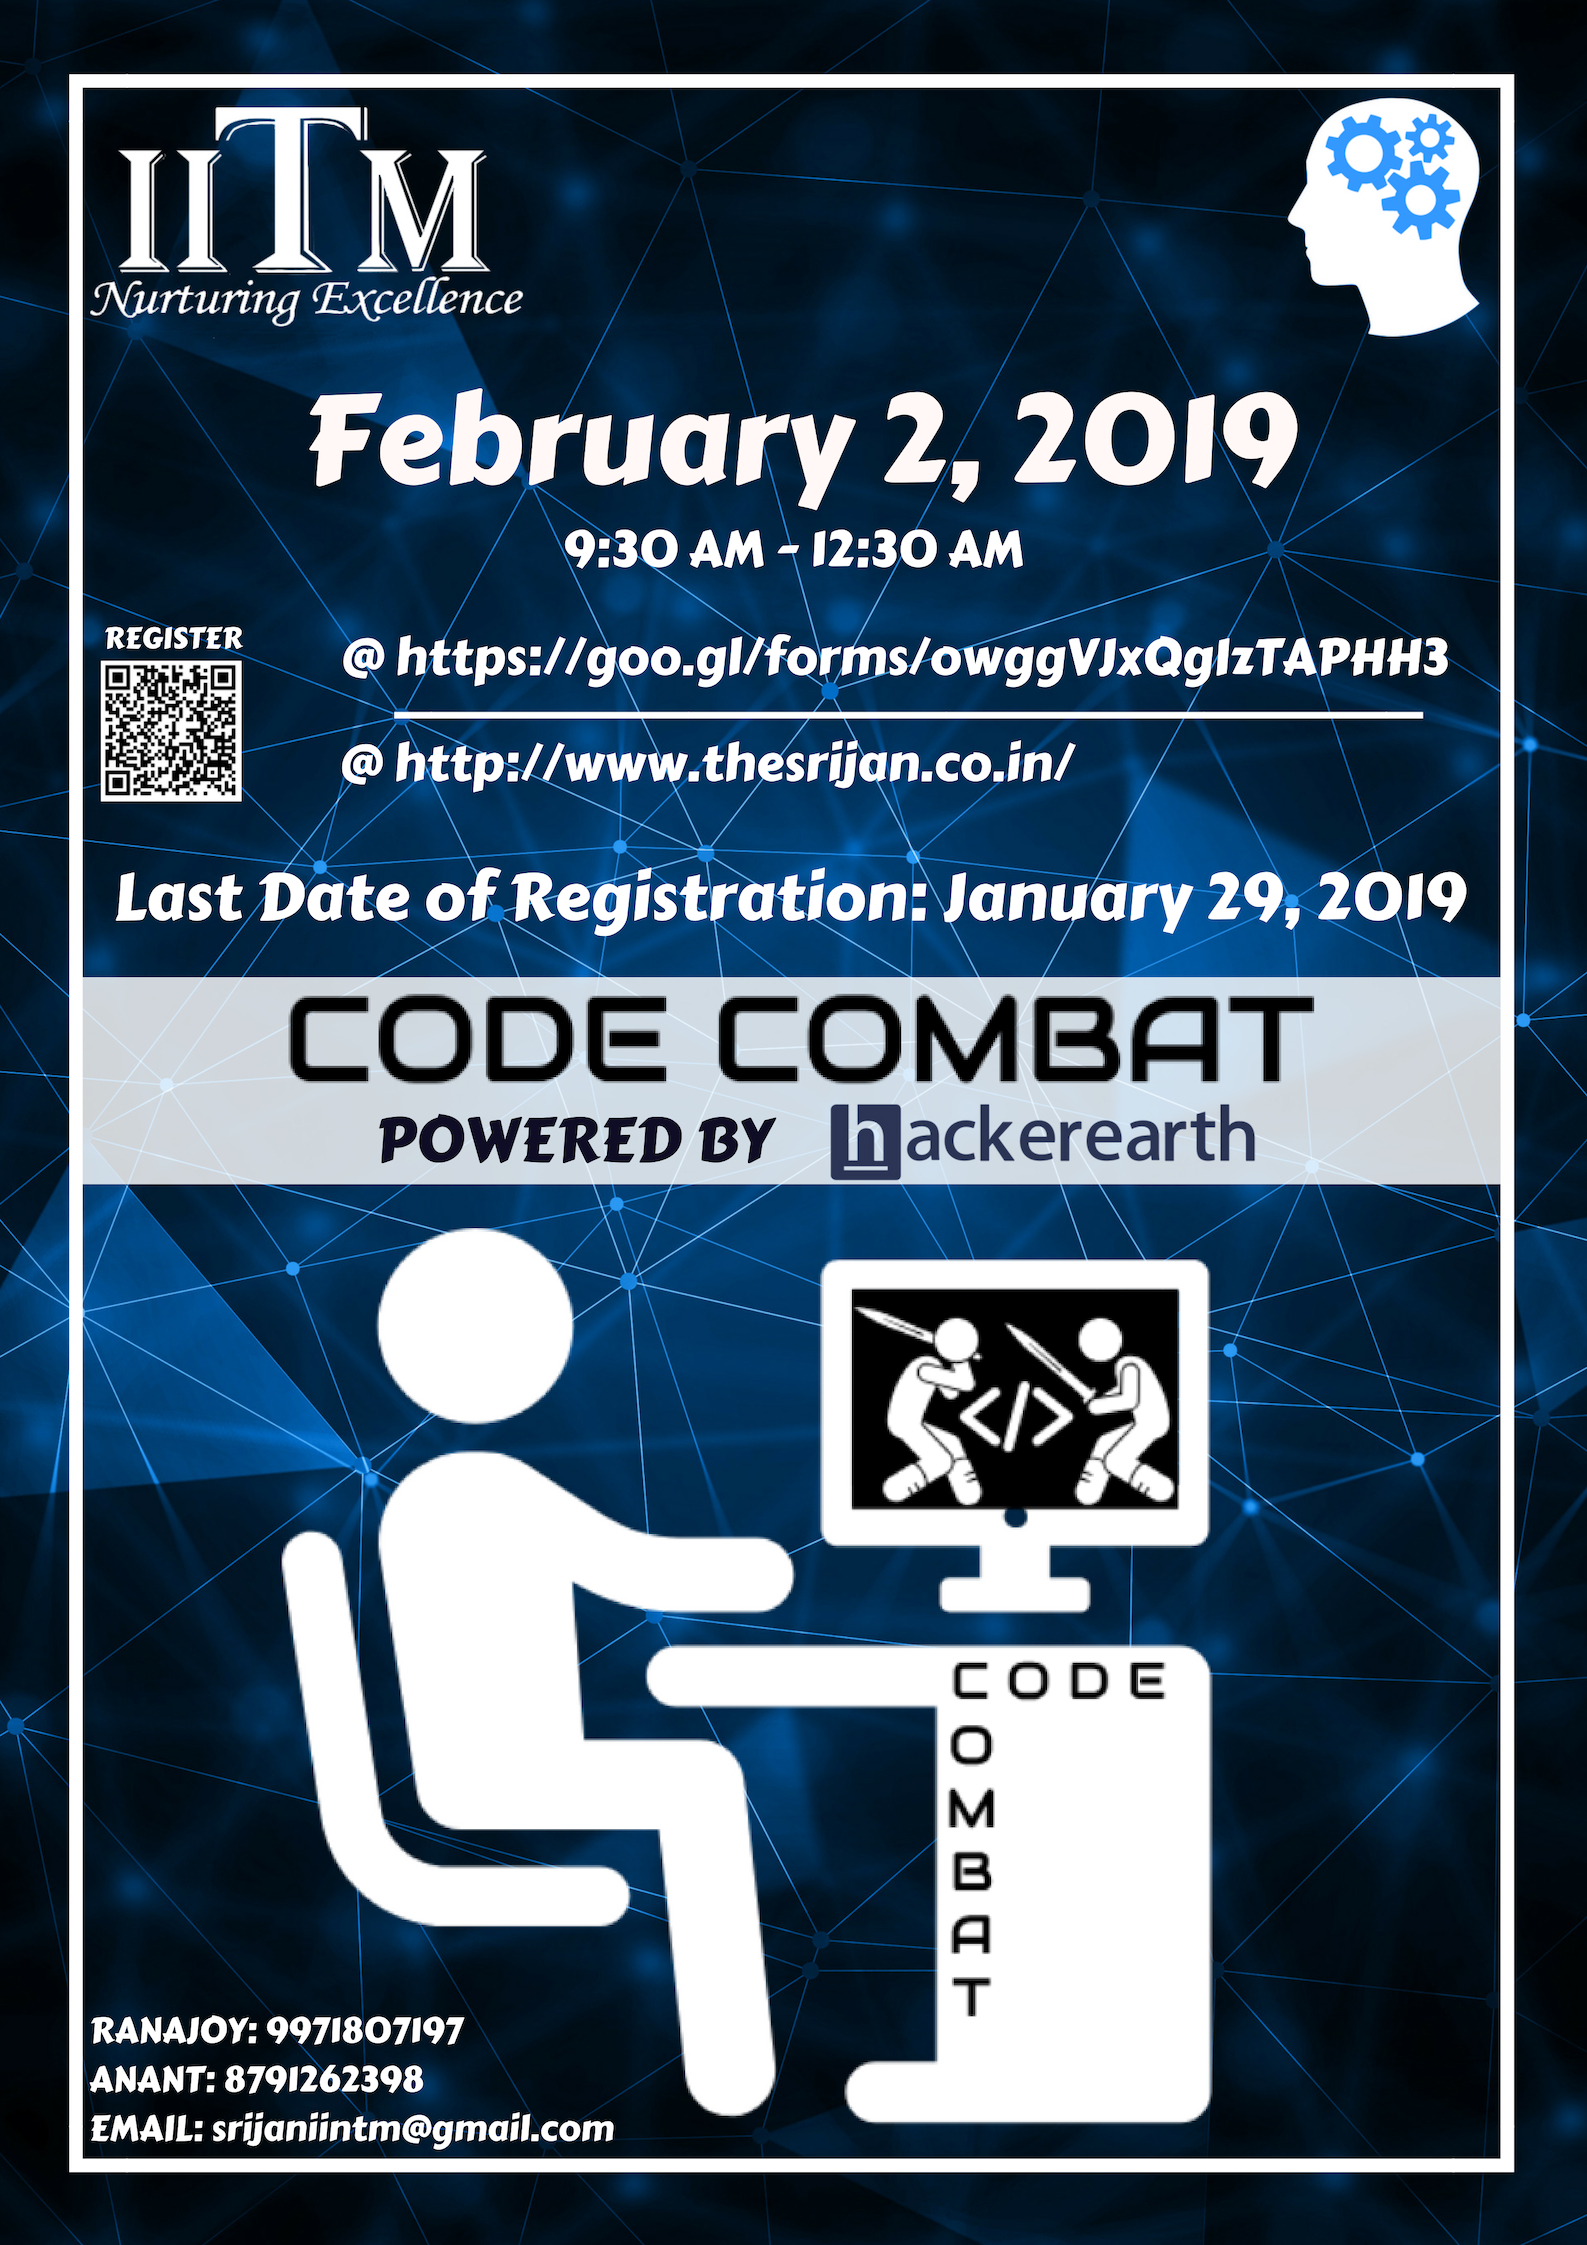 IITM
Nurturing Excellence
February 2, 2019
9:30 AM - 12:30 AM
REGISTER
@ https://goo.gl/forms/owggVJxQgIzTAPHH3
@ http://www.thesrijan.co.in/
Last Date of Registration: January 29, 2019
CODE COMBAT
POWERED BY hackerearth
</>
CODE
COMBAT
RANAJOY: 9971807197
ANANT: 8791262398
EMAIL: srijaniintm@gmail.com